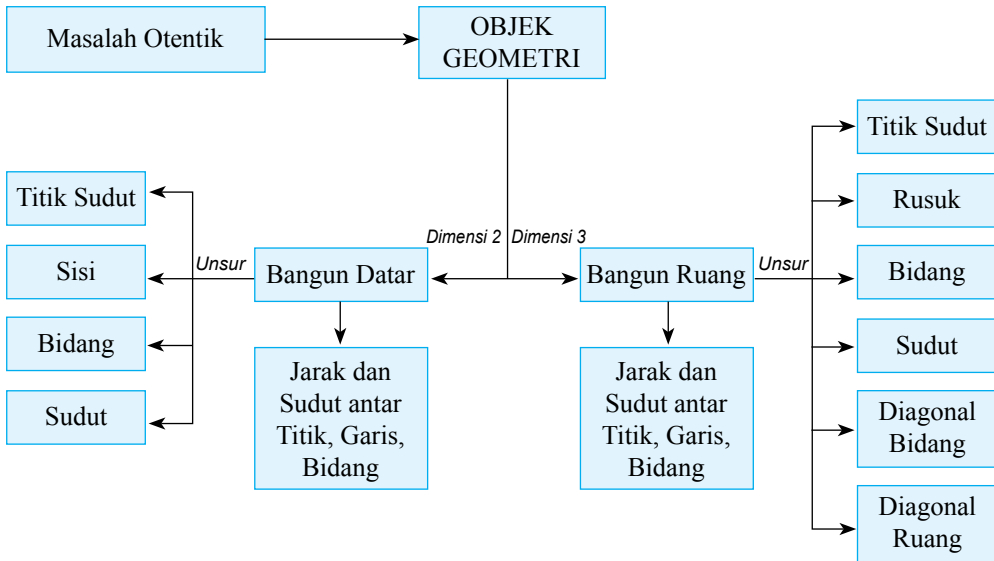 Masalah Otentik
OBJEK
GEOMETRI
Dimensi 2
Dimensi 3
Titik Sudut
Sisi
Bidang
Sudut
Unsur
Bangun Datar
Jarak dan
Sudut antar
Titik, Garis,
Bidang
Bangun Ruang
Jarak dan
Sudut antar
Titik, Garis,
Bidang
Unsur
Titik Sudut
Rusuk
Bidang
Sudut
Diagonal
Bidang
Diagonal
Ruang